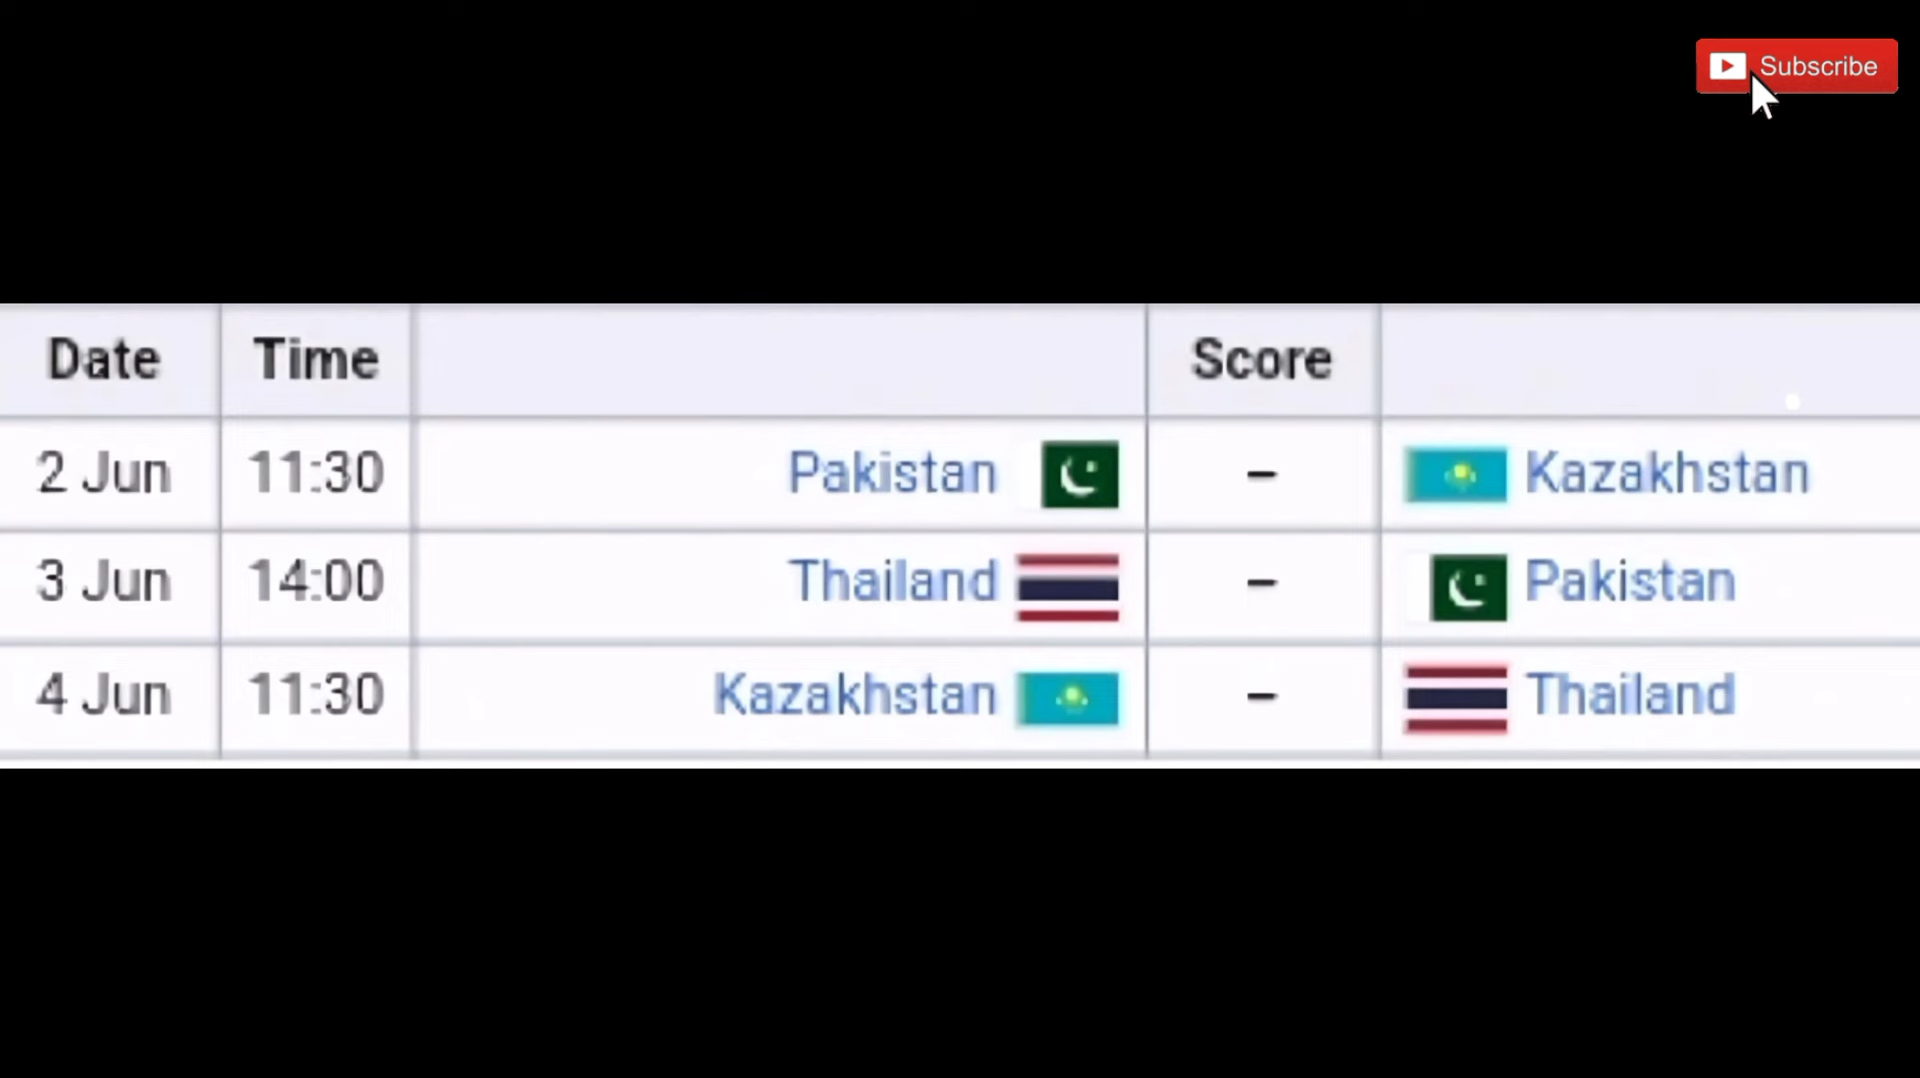 Subscribe
Date Time Score
2 Jun 11:30 Pakistan – Kazakhstan
3 Jun 14:00 Thailand – Pakistan
4 Jun 11:30 Kazakhstan – Thailand